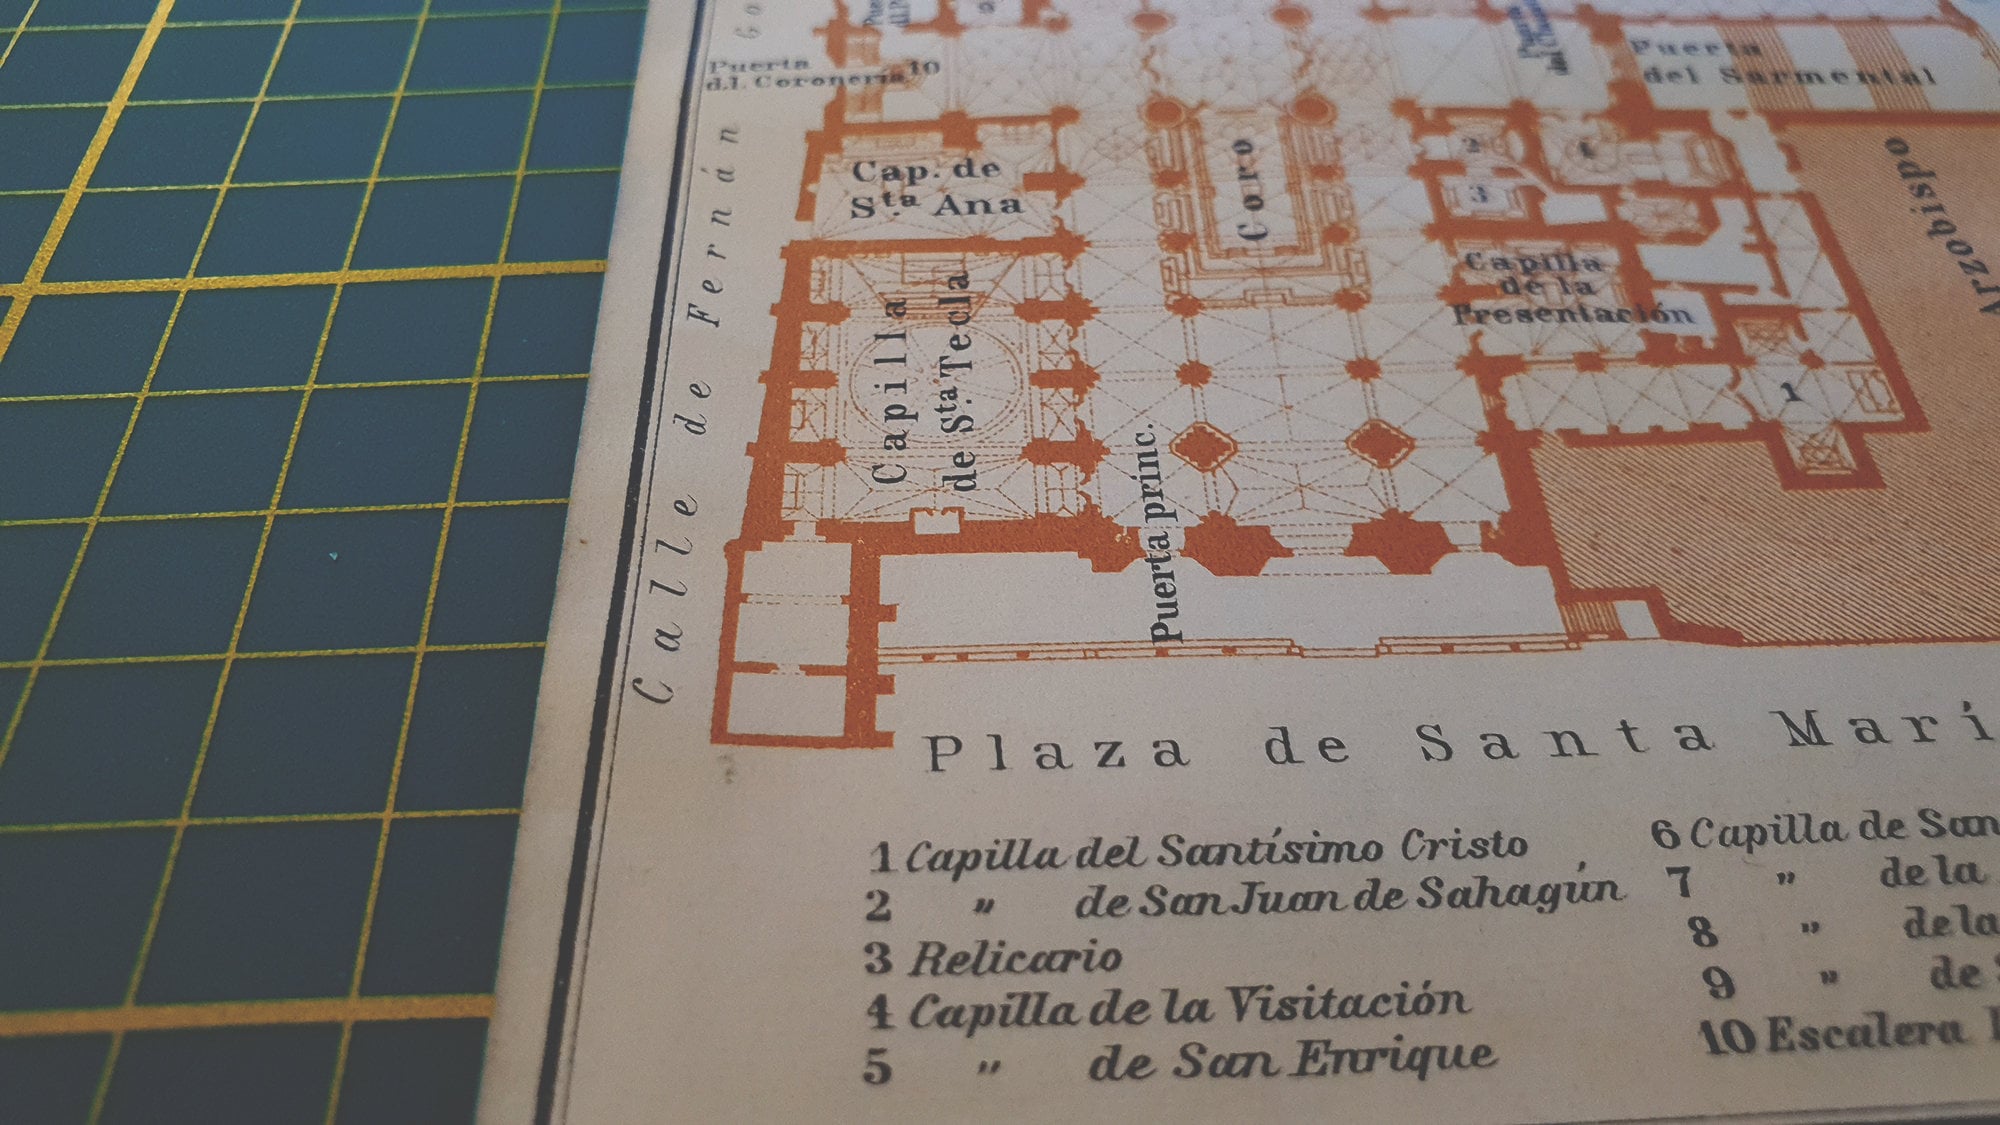 Puerta
d.l. Coronería 10
Puerta
del Sarmental
Cap. de
Sta. Ana
Coro
2
4
3
Arzobispo
Capilla
de la
Presentación
Capilla
de Sta. Tecla
1
Puerta princ.
Calle de Fernán
Plaza de Santa Marí
1 Capilla del Santísimo Cristo
2 „ de San Juan de Sahagún
3 Relicario
4 Capilla de la Visitación
5 „ de San Enrique
6 Capilla de San
7 „ de la
8 „ de la
9 „ de
10 Escalera